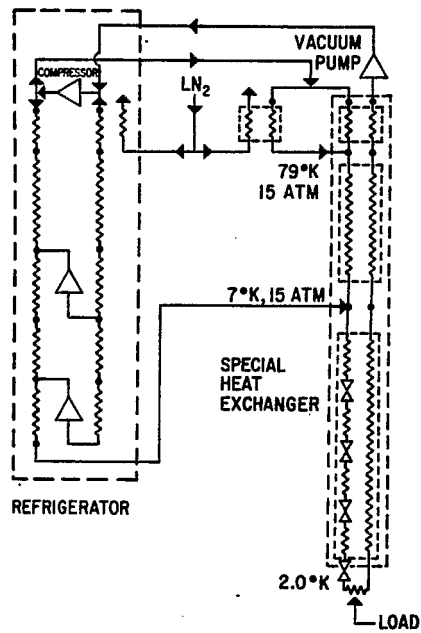 VACUUM
PUMP
COMPRESSOR
LN2
79°K
15 ATM
7°K, 15 ATM
SPECIAL
HEAT
EXCHANGER
REFRIGERATOR
2.0°K
LOAD